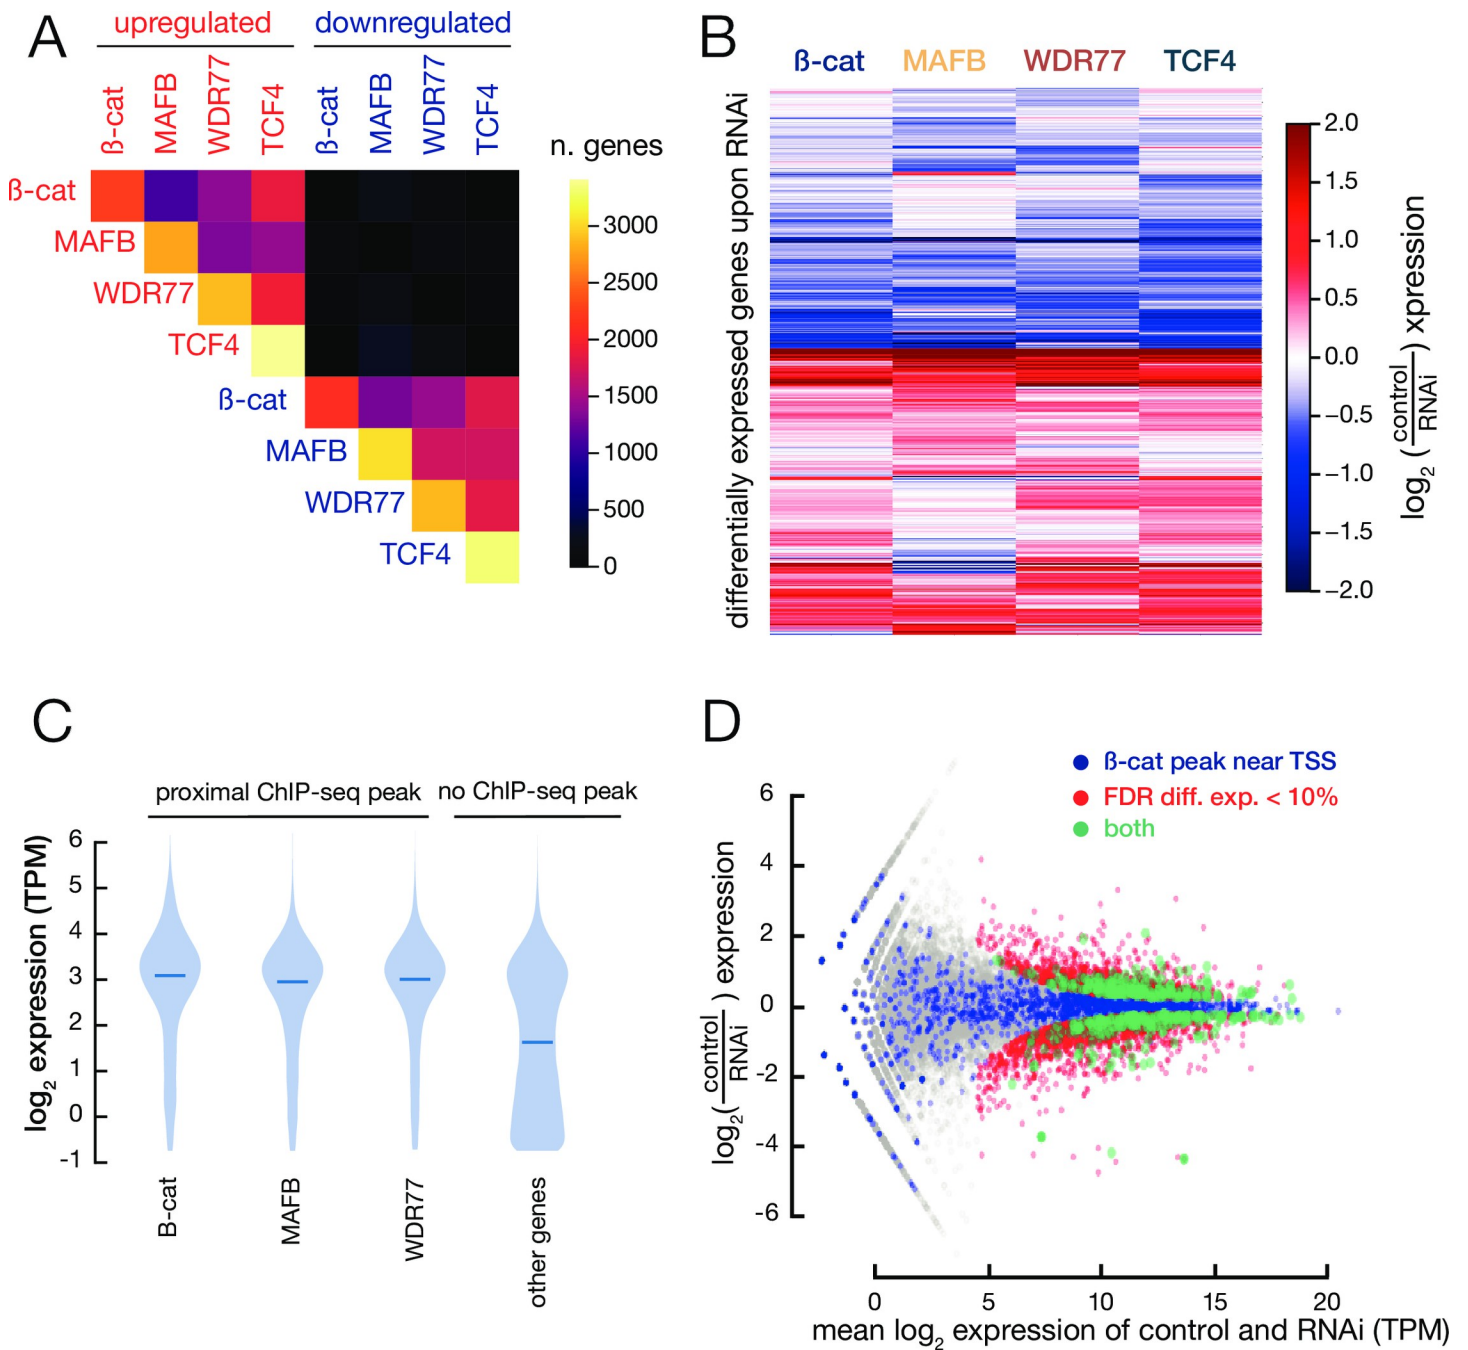 A
upregulated
downregulated
ß-cat
MAFB
WDR77
TCF4
ß-cat
MAFB
WDR77
TCF4
ß-cat
MAFB
WDR77
TCF4
ß-cat
MAFB
WDR77
TCF4
n. genes
3000
2500
2000
1500
1000
500
0
B
ß-cat
MAFB
WDR77
TCF4
differentially expressed genes upon RNAi
2.0
1.0
0.5
0.0
−0.5
−1.0
−1.5
−2.0
log2 (control/RNAi) xpression
C
proximal ChIP-seq peak
no ChIP-seq peak
log2 expression (TPM)
6
5
4
3
2
1
0
-1
B-cat
MAFB
WDR77
other genes
D
ß-cat peak near TSS
FDR diff. exp. < 10%
both
log2(control/RNAi) expression
6
4
2
0
-2
-4
-6
0
5
10
15
20
mean log2 expression of control and RNAi (TPM)